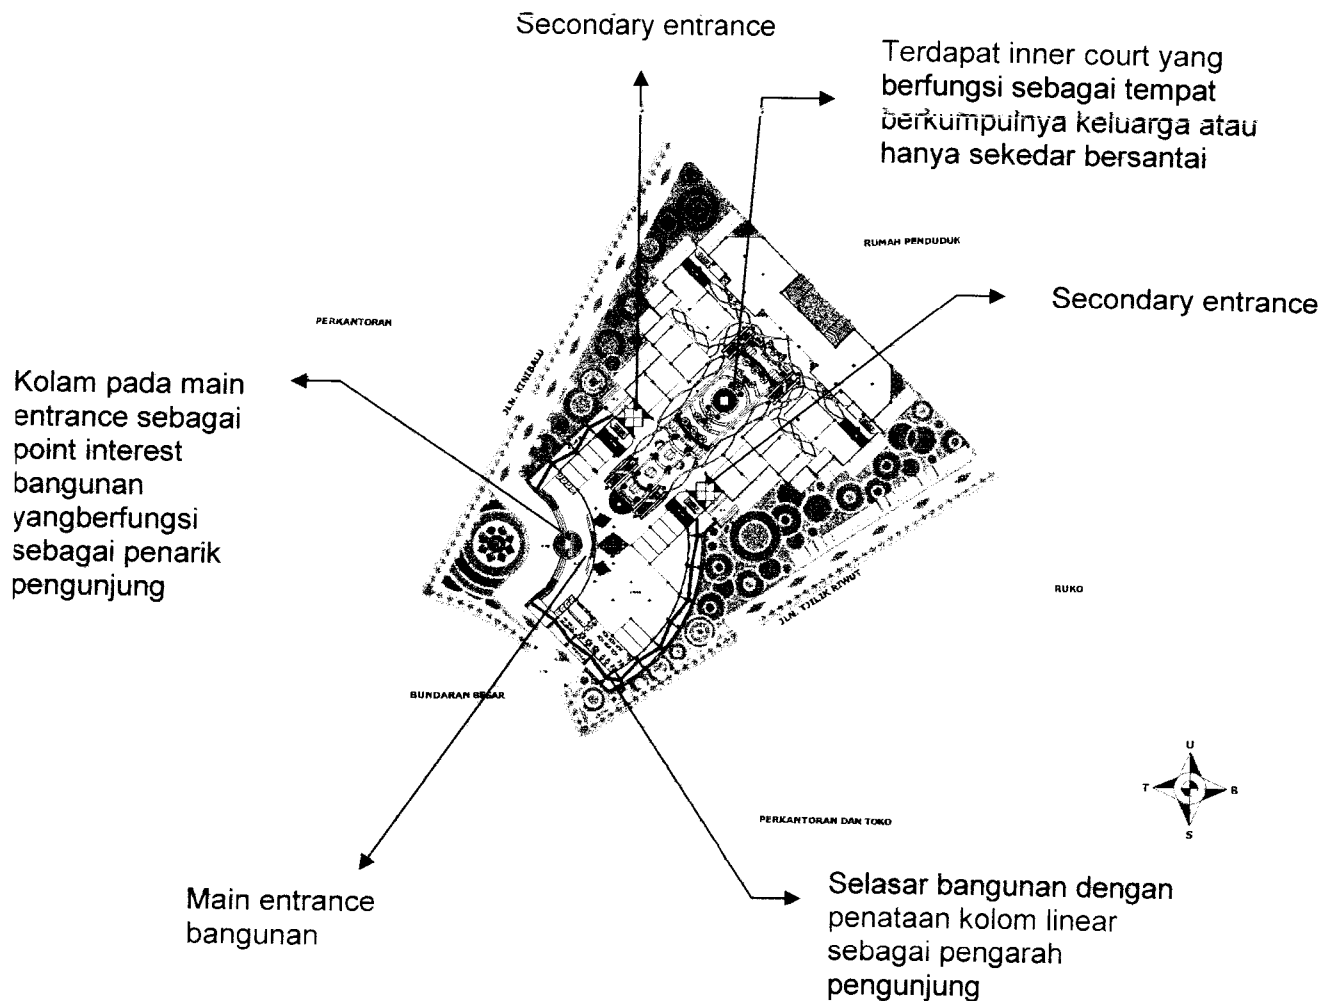 Secondary entrance
Terdapat inner court yang
berfungsi sebagai tempat
berkumpulnya keluarga atau
hanya sekedar bersantai
RUMAH PENDUDUK
Secondary entrance
PERKANTORAN
JLN. KINIBALU
Kolam pada main
entrance sebagai
point interest
bangunan
yangberfungsi
sebagai penarik
pengunjung
RUKO
JLN. TJILIK RIWUT
BUNDARAN BESAR
U
T
B
S
PERKANTORAN DAN TOKO
Main entrance
bangunan
Selasar bangunan dengan
penataan kolom linear
sebagai pengarah
pengunjung